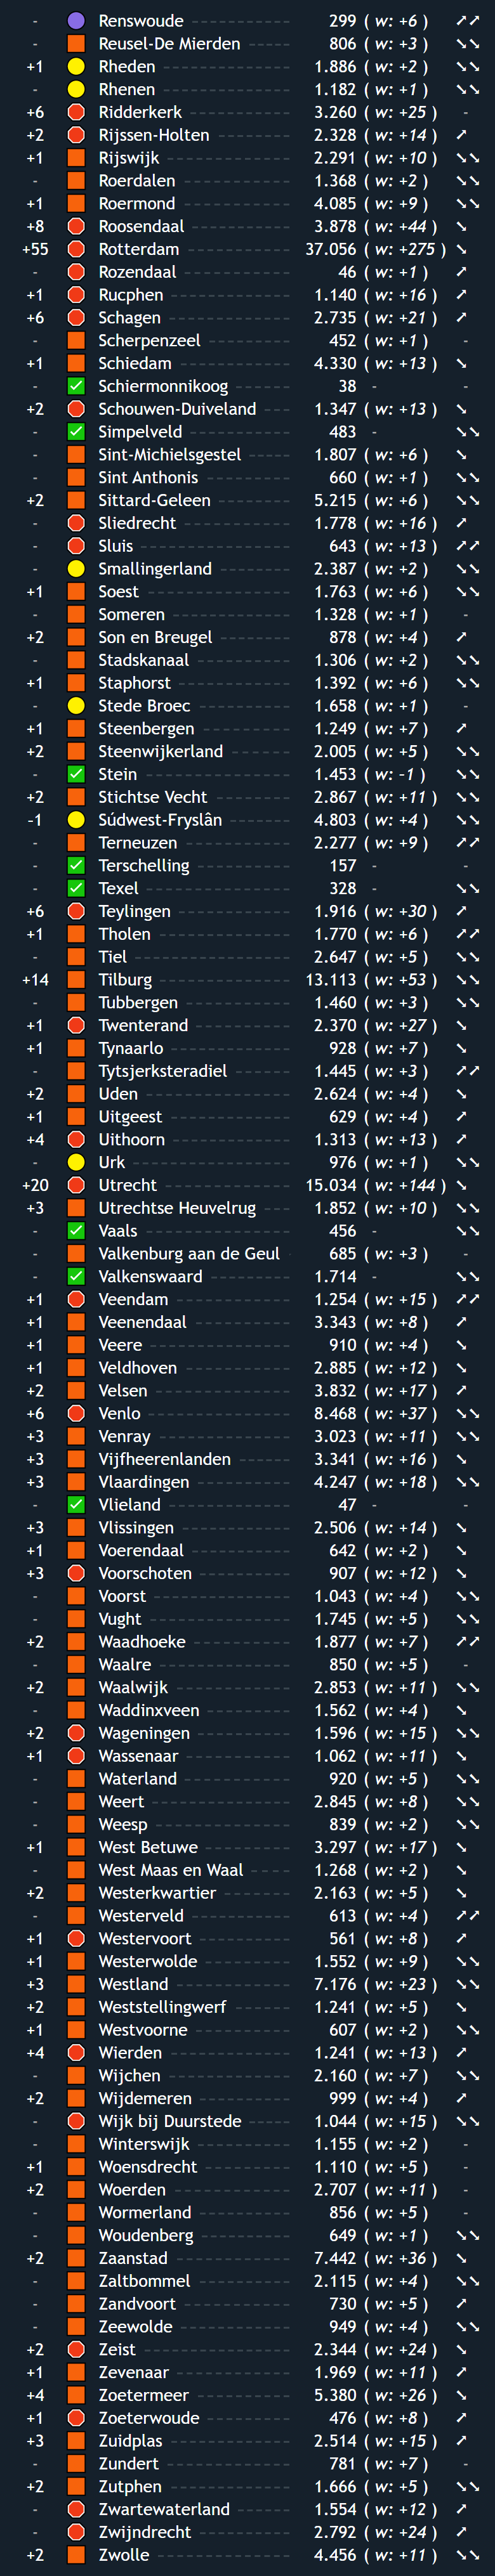 - Renswoude 299 ( w: +6 ) ↗↗
- Reusel-De Mierden 806 ( w: +3 ) ↘↘
+1 Rheden 1.886 ( w: +2 ) ↘↘
- Rhenen 1.182 ( w: +1 ) ↘↘
+6 Ridderkerk 3.260 ( w: +25 ) -
+2 Rijssen-Holten 2.328 ( w: +14 ) ↗
+1 Rijswijk 2.291 ( w: +10 ) ↘↘
- Roerdalen 1.368 ( w: +2 ) ↘↘
+1 Roermond 4.085 ( w: +9 ) ↘↘
+8 Roosendaal 3.878 ( w: +44 ) ↘
+55 Rotterdam 37.056 ( w: +275 ) ↘
- Rozendaal 46 ( w: +1 ) ↗
+1 Rucphen 1.140 ( w: +16 ) ↗
+6 Schagen 2.735 ( w: +21 ) ↗
- Scherpenzeel 452 ( w: +1 ) -
+1 Schiedam 4.330 ( w: +13 ) ↘
- Schiermonnikoog 38 - -
+2 Schouwen-Duiveland 1.347 ( w: +13 ) ↘
- Simpelveld 483 - ↘↘
- Sint-Michielsgestel 1.807 ( w: +6 ) ↘
- Sint Anthonis 660 ( w: +1 ) ↘↘
+2 Sittard-Geleen 5.215 ( w: +6 ) ↘↘
- Sliedrecht 1.778 ( w: +16 ) ↗
- Sluis 643 ( w: +13 ) ↗↗
- Smallingerland 2.387 ( w: +2 ) ↘↘
+1 Soest 1.763 ( w: +6 ) ↘↘
- Someren 1.328 ( w: +1 ) -
+2 Son en Breugel 878 ( w: +4 ) ↗
- Stadskanaal 1.306 ( w: +2 ) ↘↘
+1 Staphorst 1.392 ( w: +6 ) ↘↘
- Stede Broec 1.658 ( w: +1 ) -
+1 Steenbergen 1.249 ( w: +7 ) ↗
+2 Steenwijkerland 2.005 ( w: +5 ) ↘↘
- Stein 1.453 ( w: -1 ) ↘↘
+2 Stichtse Vecht 2.867 ( w: +11 ) ↘↘
-1 Súdwest-Fryslân 4.803 ( w: +4 ) ↘↘
- Terneuzen 2.277 ( w: +9 ) ↗↗
- Terschelling 157 - -
- Texel 328 - ↘↘
+6 Teylingen 1.916 ( w: +30 ) ↗
+1 Tholen 1.770 ( w: +6 ) ↗↗
- Tiel 2.647 ( w: +5 ) ↘↘
+14 Tilburg 13.113 ( w: +53 ) ↘↘
- Tubbergen 1.460 ( w: +3 ) ↘↘
+1 Twenterand 2.370 ( w: +27 ) ↘
+1 Tynaarlo 928 ( w: +7 ) ↘
- Tytsjerksteradiel 1.445 ( w: +3 ) ↗↗
+2 Uden 2.624 ( w: +4 ) ↘
+1 Uitgeest 629 ( w: +4 ) ↗
+4 Uithoorn 1.313 ( w: +13 ) ↗
- Urk 976 ( w: +1 ) ↘↘
+20 Utrecht 15.034 ( w: +144 ) ↘
+3 Utrechtse Heuvelrug 1.852 ( w: +10 ) ↘↘
- Vaals 456 - ↘↘
- Valkenburg aan de Geul 685 ( w: +3 ) -
- Valkenswaard 1.714 - ↘↘
+1 Veendam 1.254 ( w: +15 ) ↗↗
+1 Veenendaal 3.343 ( w: +8 ) ↗
+1 Veere 910 ( w: +4 ) ↘
+1 Veldhoven 2.885 ( w: +12 ) ↘
+2 Velsen 3.832 ( w: +17 ) ↗
+6 Venlo 8.468 ( w: +37 ) ↘↘
+3 Venray 3.023 ( w: +11 ) ↘↘
+3 Vijfheerenlanden 3.341 ( w: +16 ) ↘
+3 Vlaardingen 4.247 ( w: +18 ) ↘↘
- Vlieland 47 - -
+3 Vlissingen 2.506 ( w: +14 ) ↘
+1 Voerendaal 642 ( w: +2 ) ↘
+3 Voorschoten 907 ( w: +12 ) ↘
- Voorst 1.043 ( w: +4 ) ↘↘
- Vught 1.745 ( w: +5 ) ↘↘
+2 Waadhoeke 1.877 ( w: +7 ) ↗↗
- Waalre 850 ( w: +5 ) -
+2 Waalwijk 2.853 ( w: +11 ) ↘↘
- Waddinxveen 1.562 ( w: +4 ) ↘
+2 Wageningen 1.596 ( w: +15 ) ↘↘
+1 Wassenaar 1.062 ( w: +11 ) ↘
- Waterland 920 ( w: +5 ) ↘↘
- Weert 2.845 ( w: +8 ) ↘↘
- Weesp 839 ( w: +2 ) ↘↘
+1 West Betuwe 3.297 ( w: +17 ) ↘
- West Maas en Waal 1.268 ( w: +2 ) ↘
+2 Westerkwartier 2.163 ( w: +5 ) ↘
- Westerveld 613 ( w: +4 ) ↗↗
+1 Westervoort 561 ( w: +8 ) ↗
+1 Westerwolde 1.552 ( w: +9 ) ↘↘
+3 Westland 7.176 ( w: +23 ) ↘↘
+2 Weststellingwerf 1.241 ( w: +5 ) ↘
+1 Westvoorne 607 ( w: +2 ) ↘↘
+4 Wierden 1.241 ( w: +13 ) ↗
- Wijchen 2.160 ( w: +7 ) ↘↘
+2 Wijdemeren 999 ( w: +4 ) ↗
- Wijk bij Duurstede 1.044 ( w: +15 ) ↘↘
- Winterswijk 1.155 ( w: +2 ) -
+1 Woensdrecht 1.110 ( w: +5 ) -
+2 Woerden 2.707 ( w: +11 ) -
- Wormerland 856 ( w: +5 ) -
- Woudenberg 649 ( w: +1 ) ↘↘
+2 Zaanstad 7.442 ( w: +36 ) ↘
- Zaltbommel 2.115 ( w: +4 ) ↘↘
- Zandvoort 730 ( w: +5 ) ↗
- Zeewolde 949 ( w: +4 ) ↘↘
+2 Zeist 2.344 ( w: +24 ) ↘
+1 Zevenaar 1.969 ( w: +11 ) ↗
+4 Zoetermeer 5.380 ( w: +26 ) ↘
+1 Zoeterwoude 476 ( w: +8 ) ↗
+3 Zuidplas 2.514 ( w: +15 ) ↗
- Zundert 781 ( w: +7 ) -
+2 Zutphen 1.666 ( w: +5 ) ↘↘
- Zwartewaterland 1.554 ( w: +12 ) ↗
- Zwijndrecht 2.792 ( w: +24 ) ↗
+2 Zwolle 4.456 ( w: +11 ) ↘↘